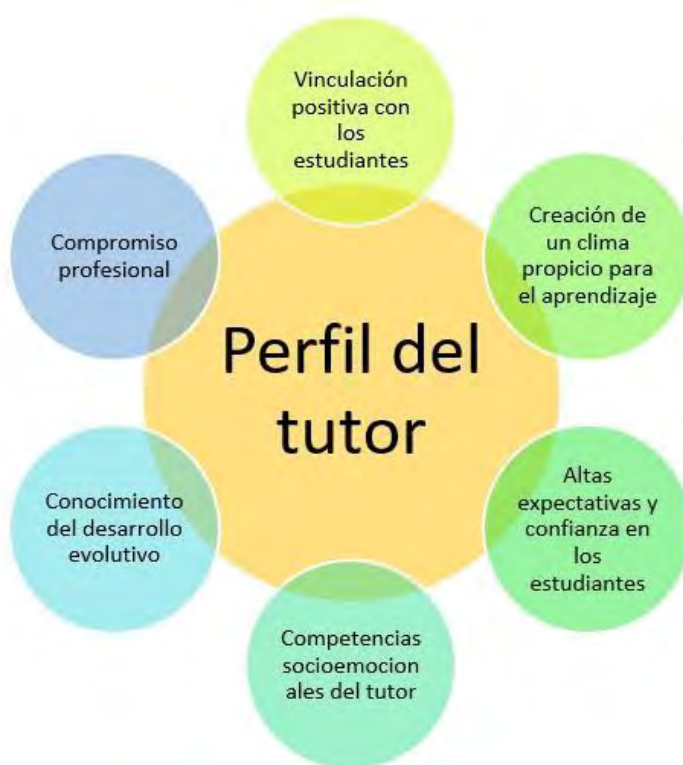 Vinculación
positiva con
los
estudiantes
Creación de
un clima
propicio para
el aprendizaje
Altas
expectativas y
confianza en
los
estudiantes
Competencias
socioemocion
ales del tutor
Conocimiento
del desarrollo
evolutivo
Compromiso
profesional
Perfil del
tutor